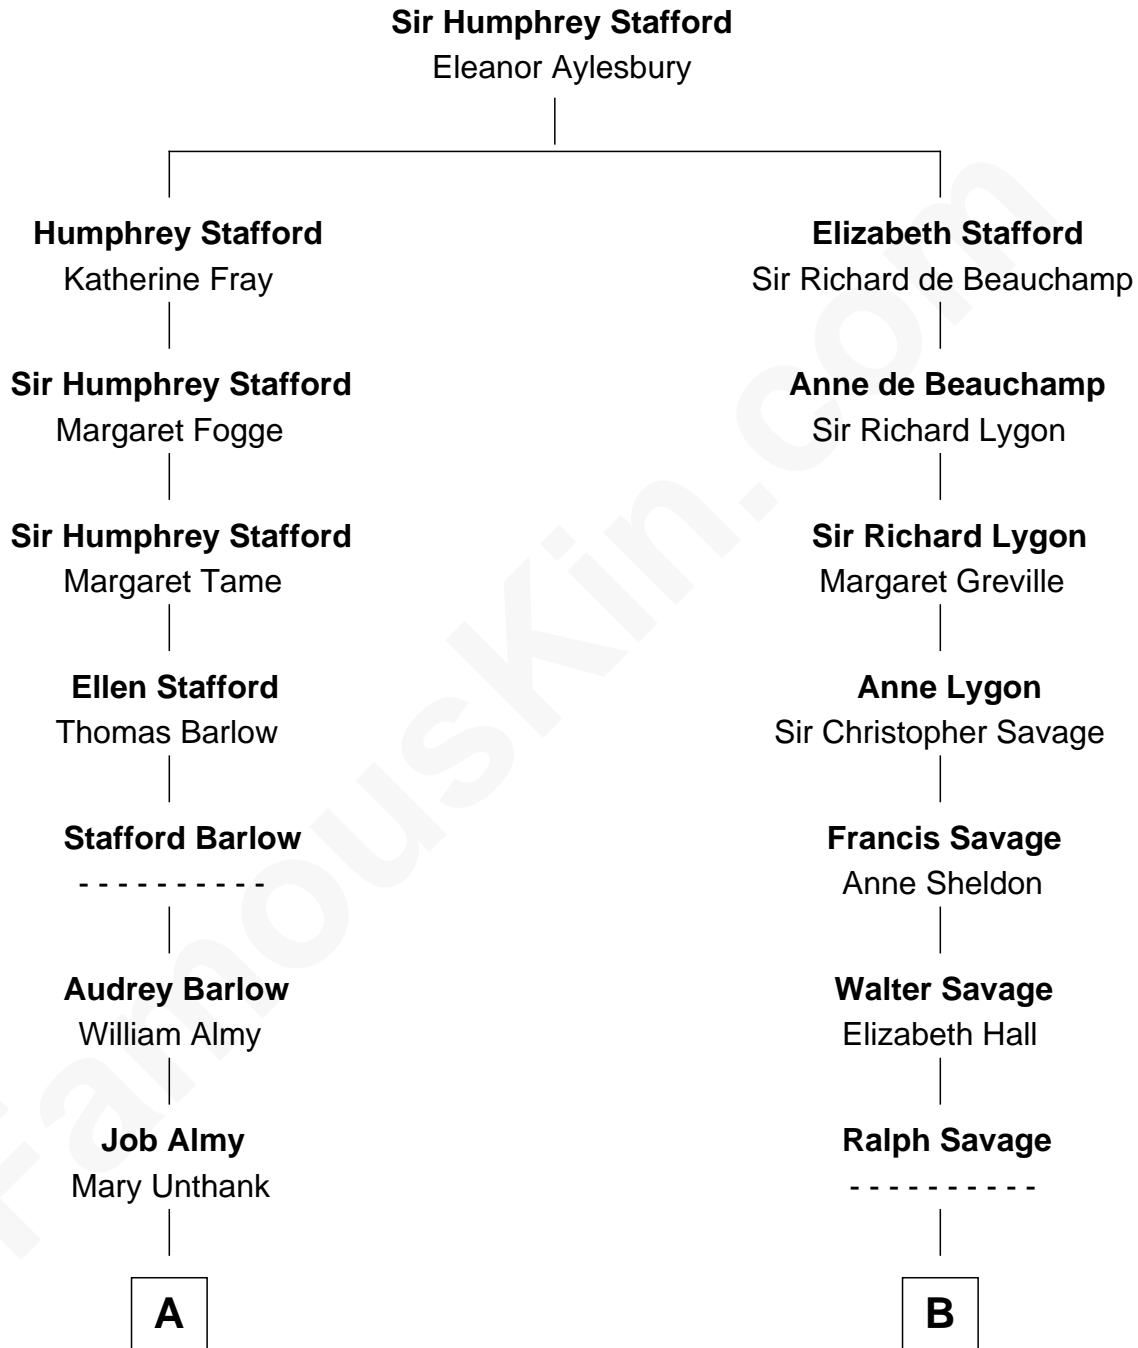 Sir Humphrey Stafford
Eleanor Aylesbury
Humphrey Stafford
Katherine Fray
Elizabeth Stafford
Sir Richard de Beauchamp
Sir Humphrey Stafford
Margaret Fogge
Anne de Beauchamp
Sir Richard Lygon
Sir Humphrey Stafford
Margaret Tame
Sir Richard Lygon
Margaret Greville
Ellen Stafford
Thomas Barlow
Anne Lygon
Sir Christopher Savage
Stafford Barlow
- - - - - - - - - -
Francis Savage
Anne Sheldon
Audrey Barlow
William Almy
Walter Savage
Elizabeth Hall
Job Almy
Mary Unthank
Ralph Savage
- - - - - - - - - -
A
B
FamousKin.com